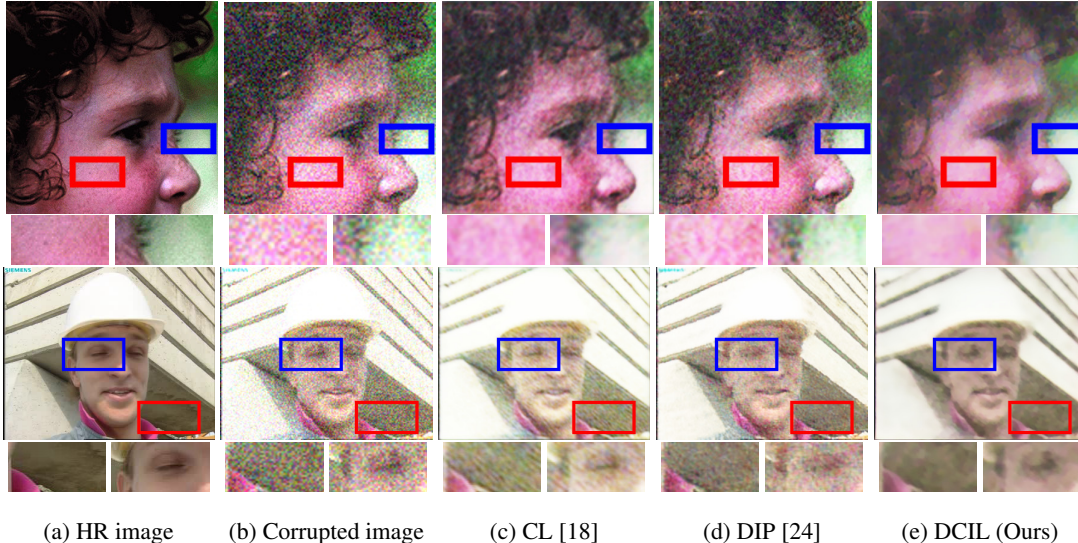 SIEMENS
(a) HR image
(b) Corrupted image
(c) CL [18]
(d) DIP [24]
(e) DCIL (Ours)